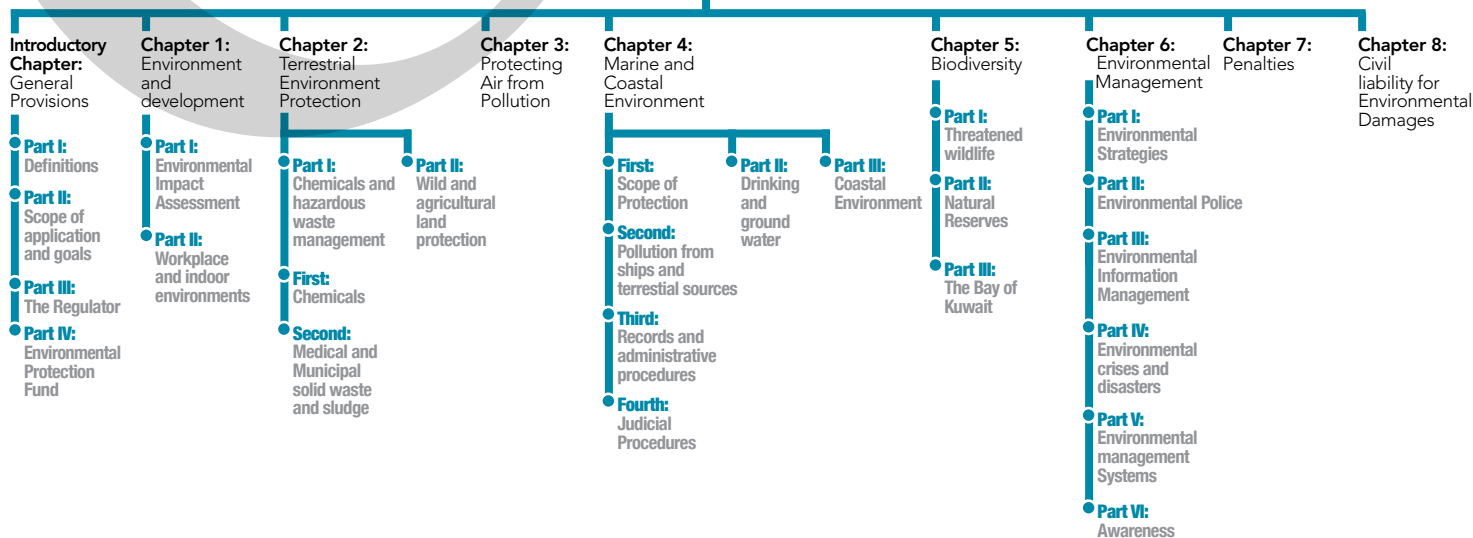 Introductory
Chapter:
General
Provisions
Part I:
Definitions
Part II:
Scope of
application
and goals
Part III:
The Regulator
Part IV:
Environmental
Protection
Fund
Chapter 1:
Environment
and
development
Part I:
Environmental
Impact
Assessment
Part II:
Workplace
and indoor
environments
Chapter 2:
Terrestrial
Environment
Protection
Part I:
Chemicals and
hazardous
waste
management
First:
Chemicals
Second:
Medical and
Municipal
solid waste
and sludge
Part II:
Wild and
agricultural
land
protection
Chapter 3:
Protecting
Air from
Pollution
Chapter 4:
Marine and
Coastal
Environment
First:
Scope of
Protection
Second:
Pollution from
ships and
terrestial sources
Third:
Records and
administrative
procedures
Fourth:
Judicial
Procedures
Part II:
Drinking
and
ground
water
Part III:
Coastal
Environment
Chapter 5:
Biodiversity
Part I:
Threatened
wildlife
Part II:
Natural
Reserves
Part III:
The Bay of
Kuwait
Chapter 6:
Environmental
Management
Part I:
Environmental
Strategies
Part II:
Environmental Police
Part III:
Environmental
Information
Management
Part IV:
Environmental
crises and
disasters
Part V:
Environmental
management
Systems
Part VI:
Awareness
Chapter 7:
Penalties
Chapter 8:
Civil
liability for
Environmental
Damages